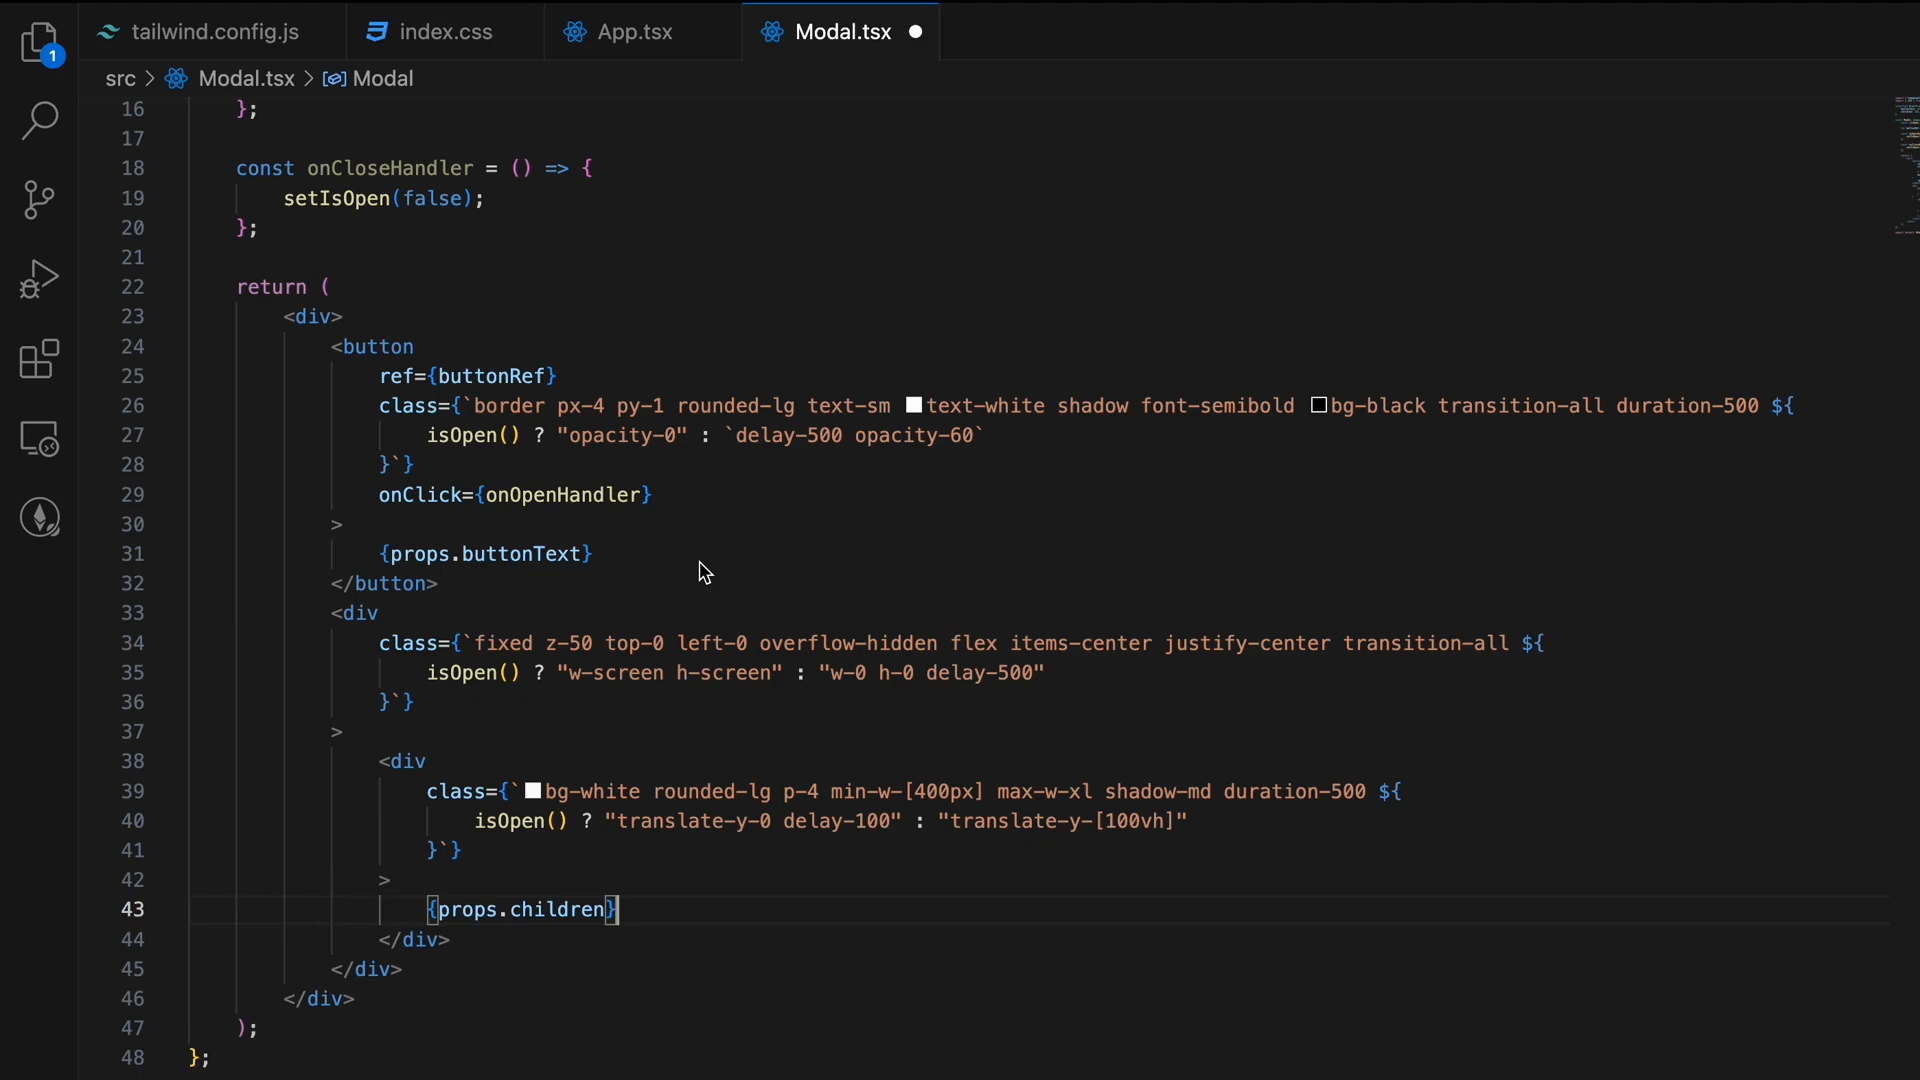 tailwind.config.js index.css App.tsx Modal.tsx
1
src > Modal.tsx > Modal
16 };
17
18 const onCloseHandler = () => {
19 setIsOpen(false);
20 };
21
22 return (
23 <div>
24 <button
25 ref={buttonRef}
26 class={`border px-4 py-1 rounded-lg text-sm text-white shadow font-semibold bg-black transition-all duration-500 ${
27 isOpen() ? "opacity-0" : `delay-500 opacity-60`
28 }`}
29 onClick={onOpenHandler}
30 >
31 {props.buttonText}
32 </button>
33 <div
34 class={`fixed z-50 top-0 left-0 overflow-hidden flex items-center justify-center transition-all ${
35 isOpen() ? "w-screen h-screen" : "w-0 h-0 delay-500"
36 }`}
37 >
38 <div
39 class={`bg-white rounded-lg p-4 min-w-[400px] max-w-xl shadow-md duration-500 ${
40 isOpen() ? "translate-y-0 delay-100" : "translate-y-[100vh]"
41 }`}
42 >
43 {props.children}
44 </div>
45 </div>
46 </div>
47 );
48 };